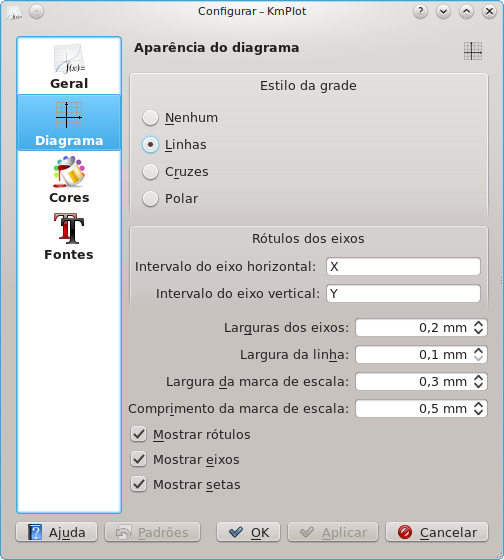 Configurar – KmPlot
f(x)=
Geral
Diagrama
Cores
Fontes
Aparência do diagrama
Estilo da grade
Nenhum
Linhas
Cruzes
Polar
Rótulos dos eixos
Intervalo do eixo horizontal: X
Intervalo do eixo vertical: Y
Larguras dos eixos: 0,2 mm
Largura da linha: 0,1 mm
Largura da marca de escala: 0,3 mm
Comprimento da marca de escala: 0,5 mm
Mostrar rótulos
Mostrar eixos
Mostrar setas
Ajuda Padrões OK Aplicar Cancelar